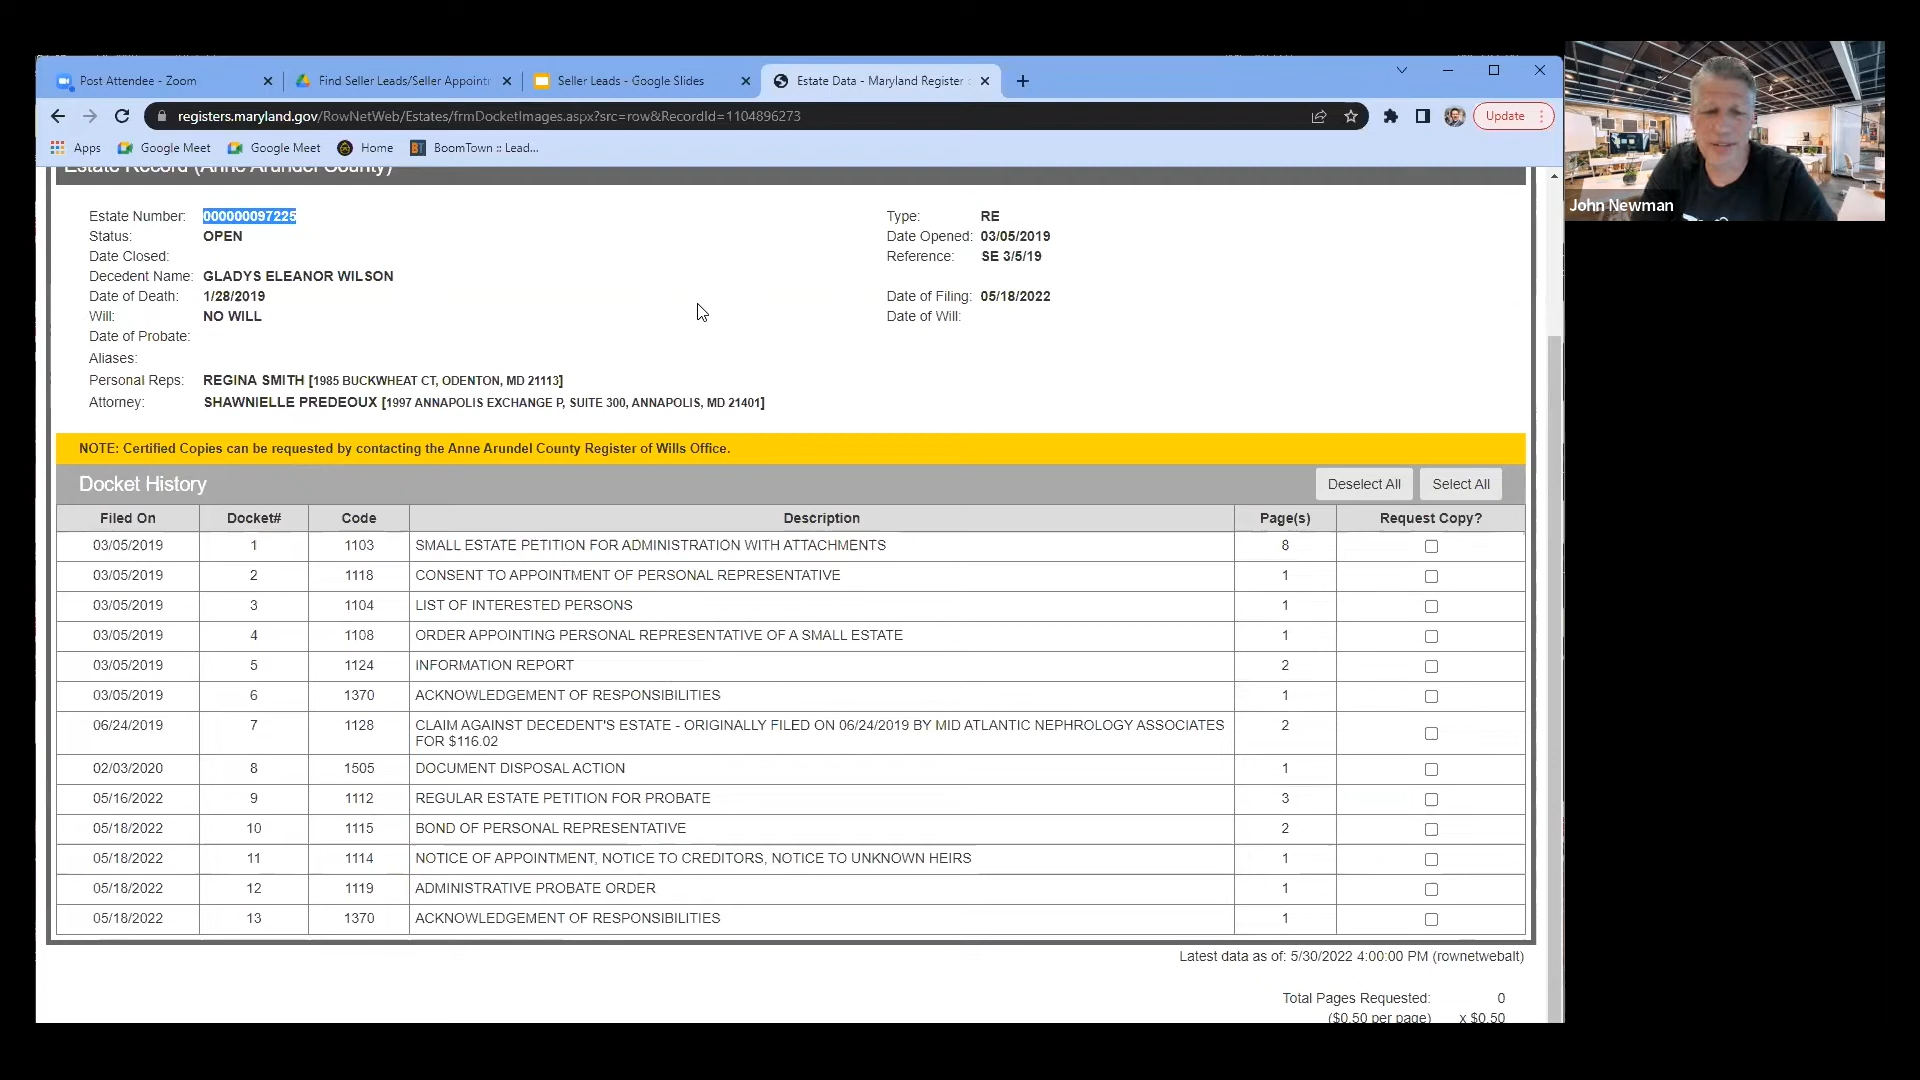 Post Attendee - Zoom
Find Seller Leads/Seller Appoint
Seller Leads - Google Slides
Estate Data - Maryland Register
registers.maryland.gov/RowNetWeb/Estates/frmDocketImages.aspx?src=row&RecordId=1104896273
Update
Apps
Google Meet
Google Meet
Home
BT
BoomTown :: Lead...
John Newman
Estate Record (Anne Arundel County)
Estate Number: 000000097225
Type: RE
Status: OPEN
Date Opened: 03/05/2019
Date Closed:
Reference: SE 3/5/19
Decedent Name: GLADYS ELEANOR WILSON
Date of Death: 1/28/2019
Date of Filing: 05/18/2022
Will: NO WILL
Date of Will:
Date of Probate:
Aliases:
Personal Reps: REGINA SMITH [1985 BUCKWHEAT CT, ODENTON, MD 21113]
Attorney: SHAWNIELLE PREDEOUX [1997 ANNAPOLIS EXCHANGE P, SUITE 300, ANNAPOLIS, MD 21401]
NOTE: Certified Copies can be requested by contacting the Anne Arundel County Register of Wills Office.
Docket History
Deselect All
Select All
Filed On Docket# Code Description Page(s) Request Copy?
03/05/2019 1 1103 SMALL ESTATE PETITION FOR ADMINISTRATION WITH ATTACHMENTS 8
03/05/2019 2 1118 CONSENT TO APPOINTMENT OF PERSONAL REPRESENTATIVE 1
03/05/2019 3 1104 LIST OF INTERESTED PERSONS 1
03/05/2019 4 1108 ORDER APPOINTING PERSONAL REPRESENTATIVE OF A SMALL ESTATE 1
03/05/2019 5 1124 INFORMATION REPORT 2
03/05/2019 6 1370 ACKNOWLEDGEMENT OF RESPONSIBILITIES 1
06/24/2019 7 1128 CLAIM AGAINST DECEDENT'S ESTATE - ORIGINALLY FILED ON 06/24/2019 BY MID ATLANTIC NEPHROLOGY ASSOCIATES 2
FOR $116.02
02/03/2020 8 1505 DOCUMENT DISPOSAL ACTION 1
05/16/2022 9 1112 REGULAR ESTATE PETITION FOR PROBATE 3
05/18/2022 10 1115 BOND OF PERSONAL REPRESENTATIVE 2
05/18/2022 11 1114 NOTICE OF APPOINTMENT, NOTICE TO CREDITORS, NOTICE TO UNKNOWN HEIRS 1
05/18/2022 12 1119 ADMINISTRATIVE PROBATE ORDER 1
05/18/2022 13 1370 ACKNOWLEDGEMENT OF RESPONSIBILITIES 1
Latest data as of: 5/30/2022 4:00:00 PM (rownetwebalt)
Total Pages Requested: 0
($0.50 per page) x $0.50